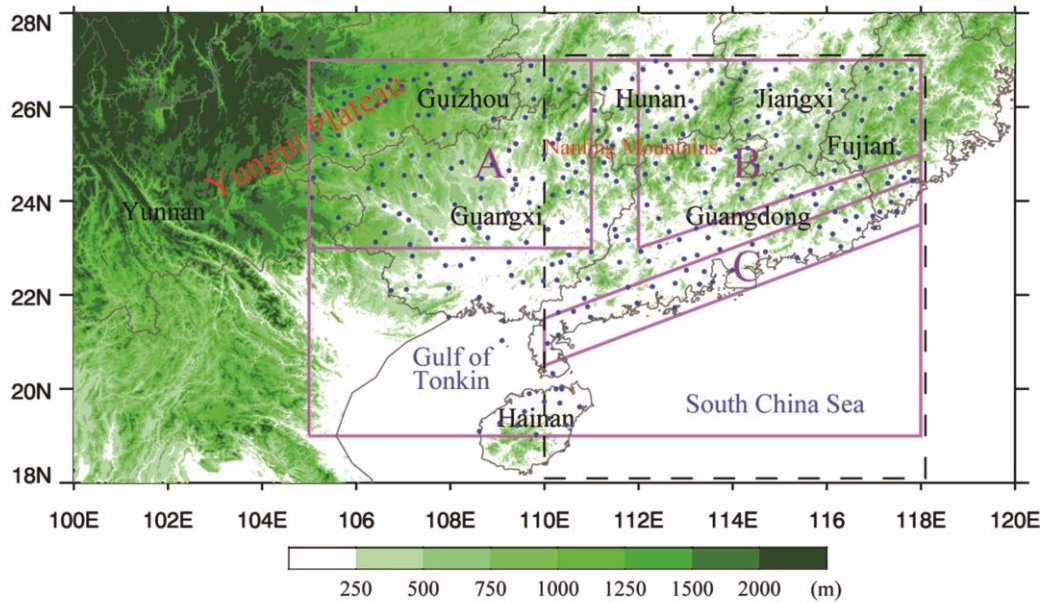 28N
26N
24N
22N
20N
18N
Guizhou
Hunan
Jiangxi
Yungui Plateau
Nanling Mountains
Fujian
A
B
Yunnan
Guangxi
Guangdong
C
Gulf of
Tonkin
South China Sea
Hainan
100E 102E 104E 106E 108E 110E 112E 114E 116E 118E 120E
250 500 750 1000 1250 1500 2000 (m)